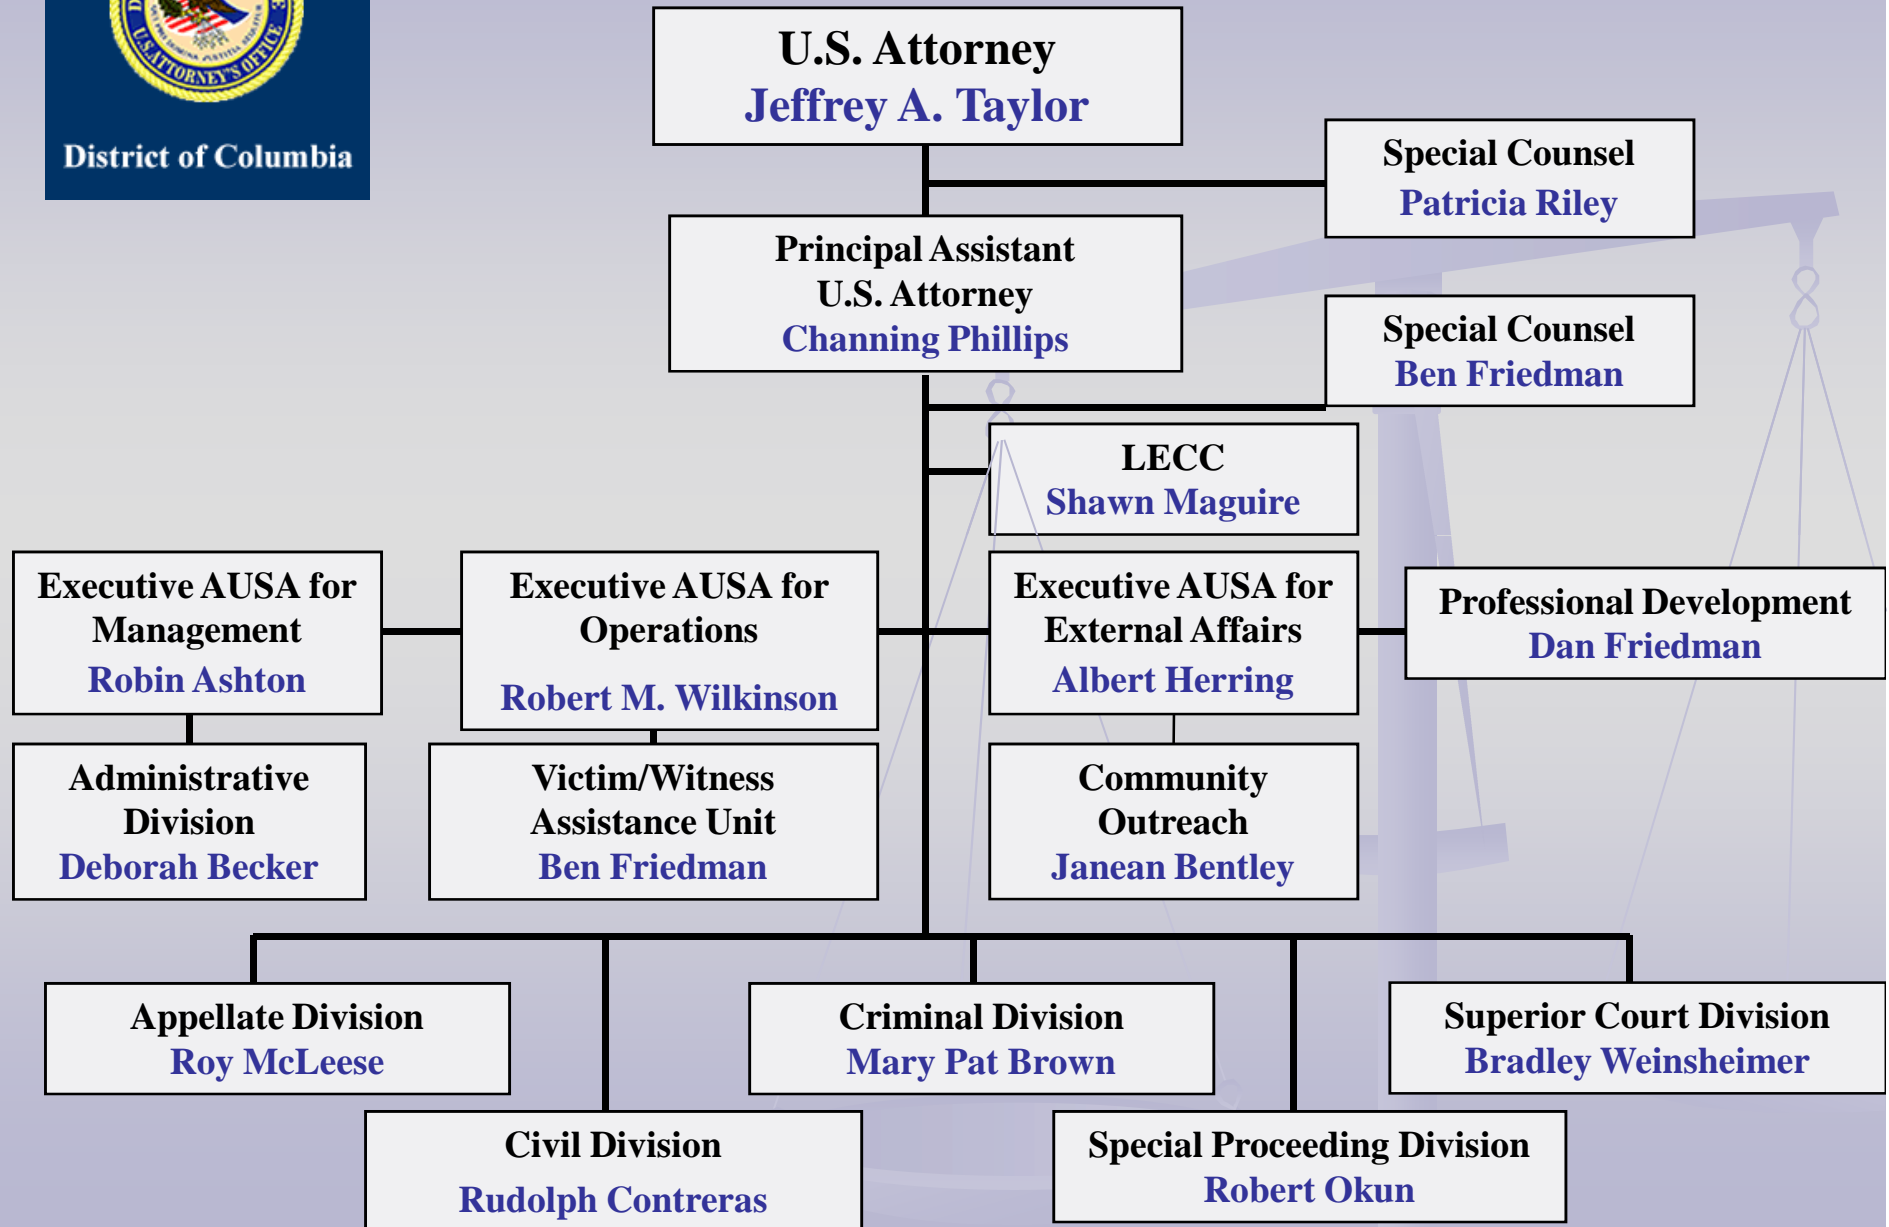 U.S. ATTORNEY'S OFFICE
District of Columbia
U.S. Attorney
Jeffrey A. Taylor
Special Counsel
Patricia Riley
Principal Assistant
U.S. Attorney
Channing Phillips
Special Counsel
Ben Friedman
LECC
Shawn Maguire
Executive AUSA for
Management
Robin Ashton
Executive AUSA for
Operations
Robert M. Wilkinson
Executive AUSA for
External Affairs
Albert Herring
Professional Development
Dan Friedman
Administrative
Division
Deborah Becker
Victim/Witness
Assistance Unit
Ben Friedman
Community
Outreach
Janean Bentley
Appellate Division
Roy McLeese
Criminal Division
Mary Pat Brown
Superior Court Division
Bradley Weinsheimer
Civil Division
Rudolph Contreras
Special Proceeding Division
Robert Okun